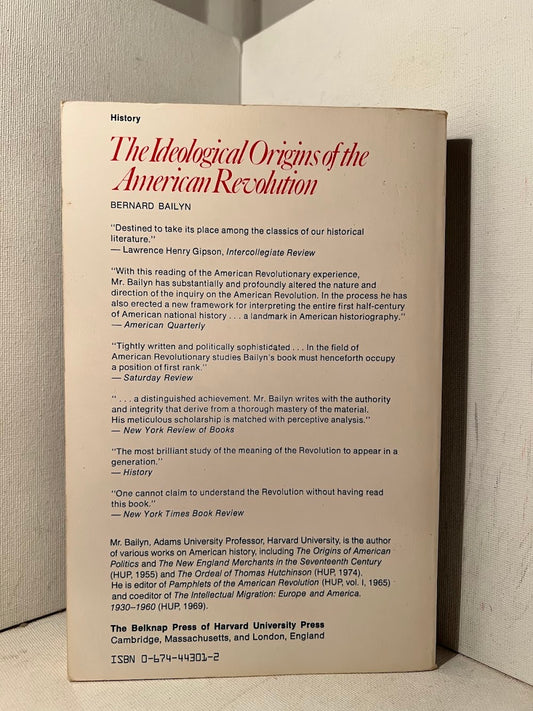 History
The Ideological Origins of the
American Revolution
BERNARD BAILYN
"Destined to take its place among the classics of our historical
literature."
— Lawrence Henry Gipson, Intercollegiate Review
"With this reading of the American Revolutionary experience,
Mr. Bailyn has substantially and profoundly altered the nature and
direction of the inquiry on the American Revolution. In the process he has
also erected a new framework for interpreting the entire first half-century
of American national history . . . a landmark in American historiography."
— American Quarterly
"Tightly written and politically sophistidated . . . In the field of
American Revolutionary studies Bailyn's book must henceforth occupy
a position of first rank."
— Saturday Review
" . . . a distinguished achievement. Mr. Bailyn writes with the authority
and integrity that derive from a thorough mastery of the material.
His meticulous scholarship is matched with perceptive analysis."
— New York Review of Books
"The most brilliant study of the meaning of the Revolution to appear in a
generation."
— History
"One cannot claim to understand the Revolution without having read
this book."
— New York Times Book Review
Mr. Bailyn, Adams University Professor, Harvard University, is the author
of various works on American history, including The Origins of American
Politics and The New England Merchants in the Seventeenth Century
(HUP, 1955) and The Ordeal of Thomas Hutchinson (HUP, 1974).
He is editor of Pamphlets of the American Revolution (HUP, vol. I, 1965)
and coeditor of The Intellectual Migration: Europe and America,
1930–1960 (HUP, 1969).
The Belknap Press of Harvard University Press
Cambridge, Massachusetts, and London, England
ISBN 0-674-44301-2